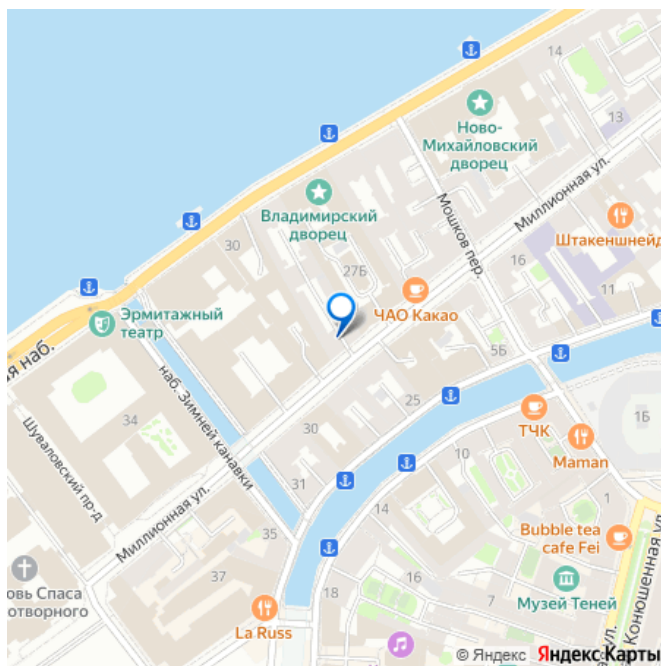 14
Ново-
Михайловский
дворец
13
Миллионная ул.
Владимирский
дворец
Мошков пер.
Штакеншнейд
30
27Б
16
11
Эрмитажный
театр
ЧАО Какао
ая наб.
наб. Зимней канавки
5Б
34
25
1Б
Шуваловский пр-д
30
ТЧК
Maman
10
31
Миллионная ул.
14
1
35
Bubble tea
cafe Fei
Конюшенная ул.
37
16
7
овь Спаса
отворного
18
Музей Теней
La Russ
ул.
© Яндекс Яндекс Карты